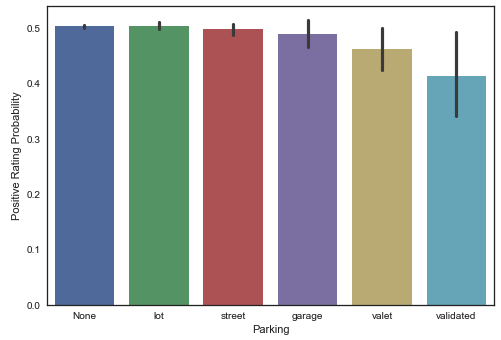 Positive Rating Probability
0.5
0.4
0.3
0.2
0.1
0.0
None lot street garage valet validated
Parking